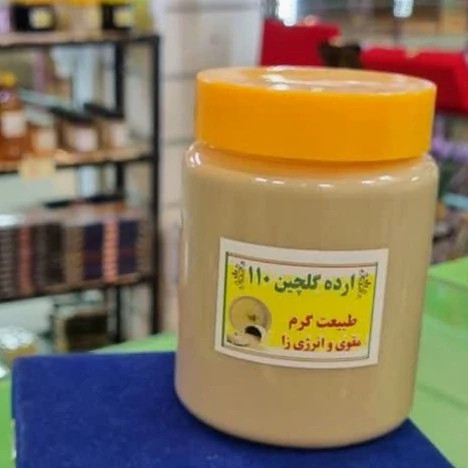 ارده گلچین ۱۱۰
طبیعت گرم
مقوی و انرژی زا